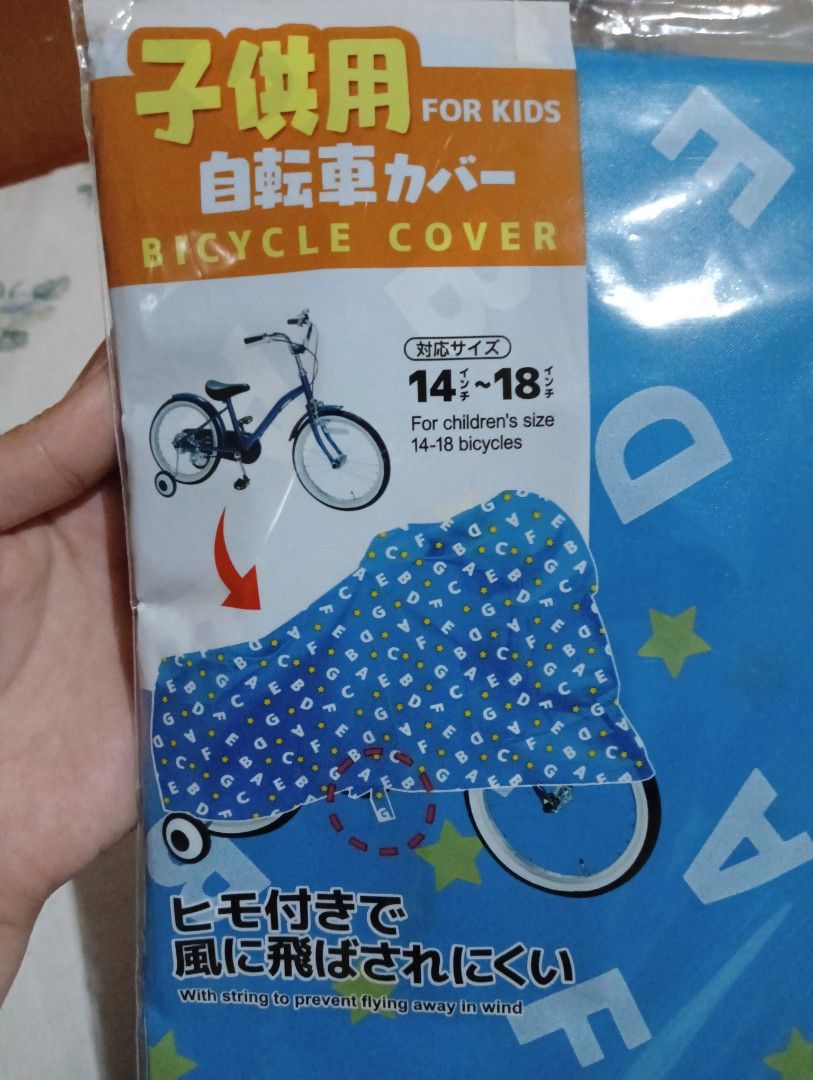 子供用 FOR KIDS
自転車カバー
BICYCLE COVER
対応サイズ
14インチ~18インチ
For children's size
14-18 bicycles
ヒモ付きで
風に飛ばされにくい
With string to prevent flying away in wind
E
B
D
A
B
F